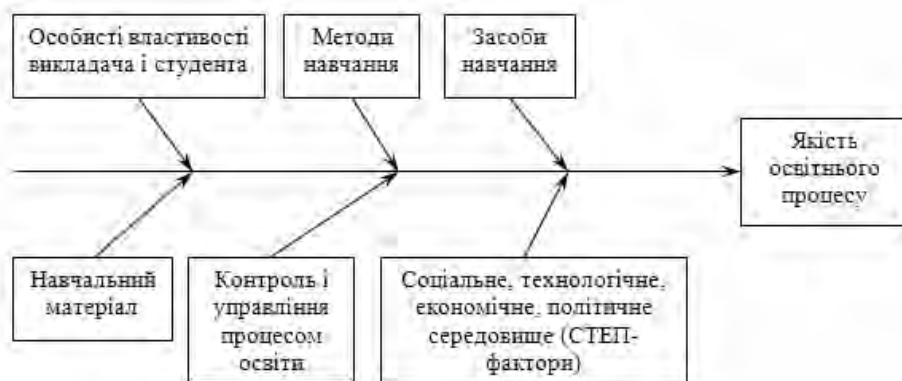 Особисті властивості
викладача і студента
Методи
навчання
Засоби
навчання
Якість
освітнього
процесу
Навчальний
матеріал
Контроль і
управління
процесом
освіти
Соціальне, технологічне,
економічне, політичне
середовище (СТЕП-
фактори)